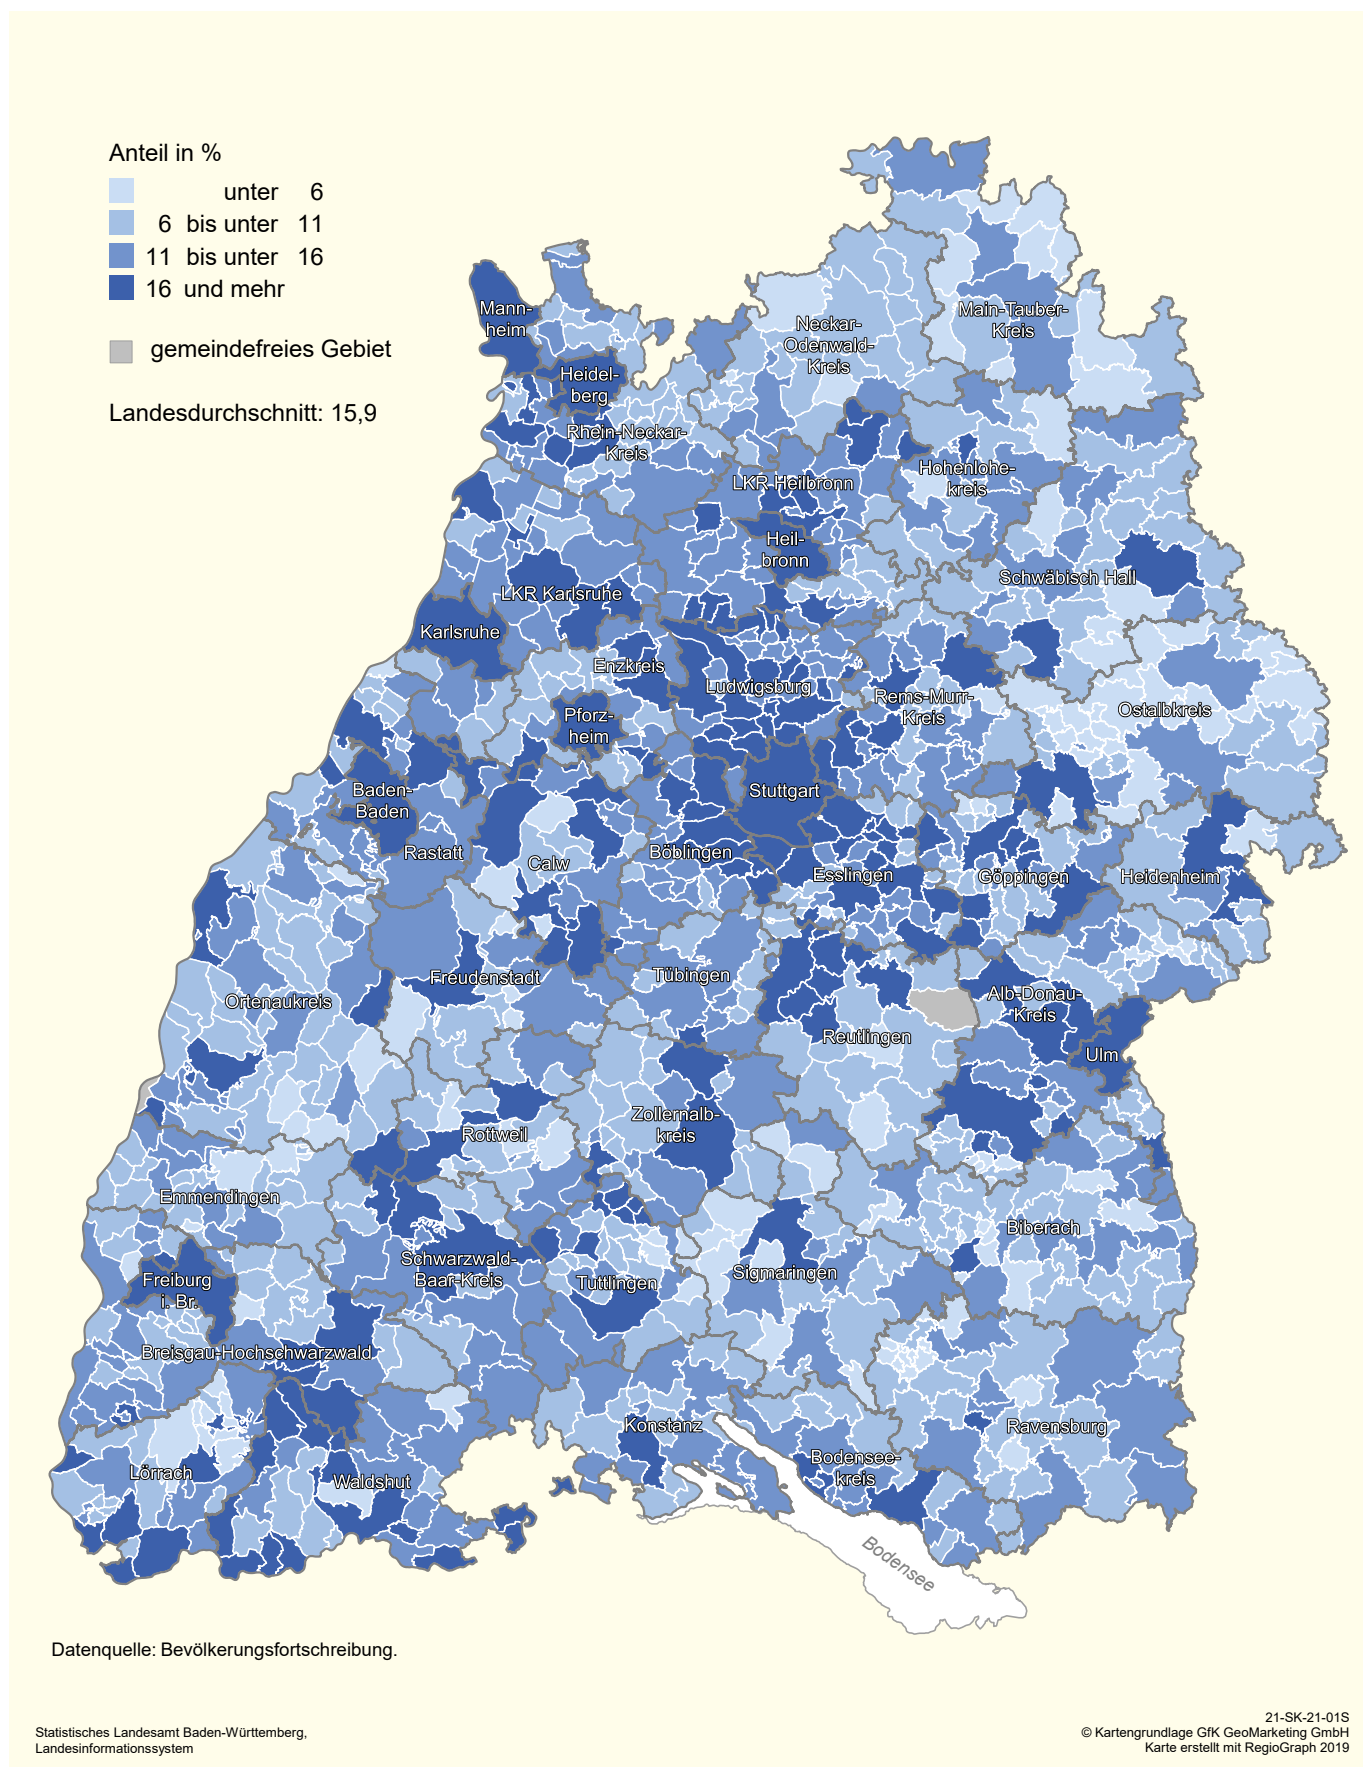 Anteil in %
unter 6
6 bis unter 11
11 bis unter 16
16 und mehr
gemeindefreies Gebiet
Landesdurchschnitt: 15,9
Mann-
heim
Heidel-
berg
Rhein-Neckar-
Kreis
Neckar-
Odenwald-
Kreis
Main-Tauber-
Kreis
LKR Heilbronn
Hohenlohe-
kreis
Heil-
bronn
Schwäbisch Hall
LKR Karlsruhe
Karlsruhe
Enzkreis
Ludwigsburg
Rems-Murr-
Kreis
Ostalbkreis
Pforz-
heim
Stuttgart
Baden-
Baden
Rastatt
Calw
Böblingen
Esslingen
Göppingen
Heidenheim
Freudenstadt
Tübingen
Ortenaukreis
Reutlingen
Alb-Donau-
Kreis
Ulm
Zollernalb-
kreis
Rottweil
Emmendingen
Biberach
Freiburg
i. Br.
Schwarzwald-
Baar-Kreis
Tuttlingen
Sigmaringen
Breisgau-Hochschwarzwald
Konstanz
Ravensburg
Lörrach
Waldshut
Bodensee-
kreis
Bodensee
Datenquelle: Bevölkerungsfortschreibung.
Statistisches Landesamt Baden-Württemberg,
Landesinformationssystem
21-SK-21-01S
© Kartengrundlage GfK GeoMarketing GmbH
Karte erstellt mit RegioGraph 2019